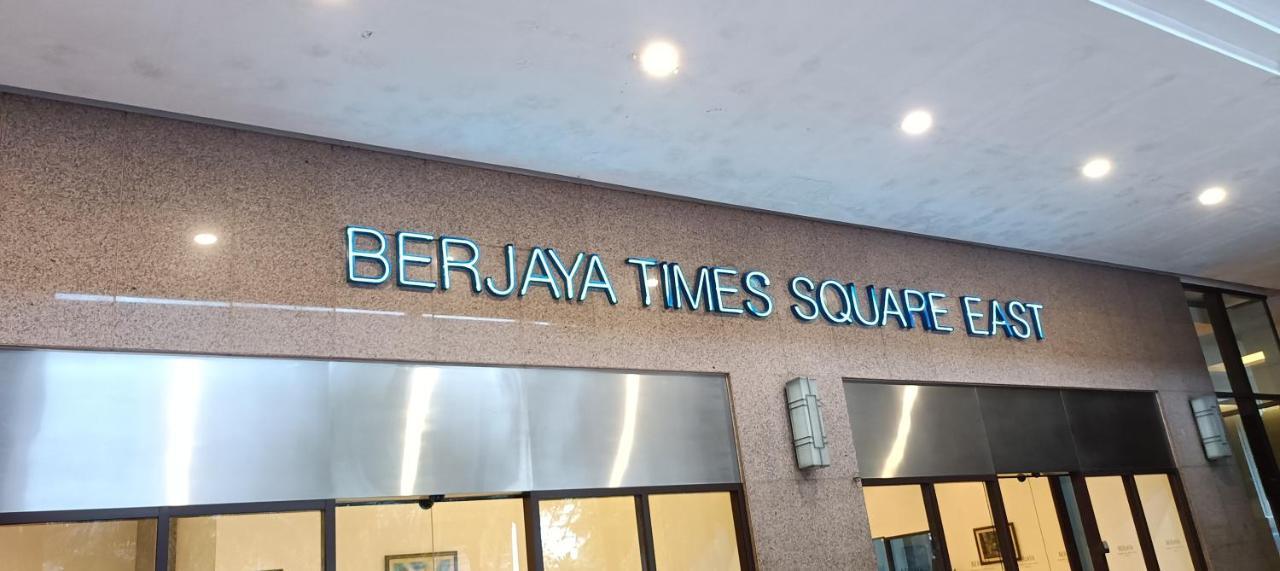 BERJAYA TIMES SQUARE EAST